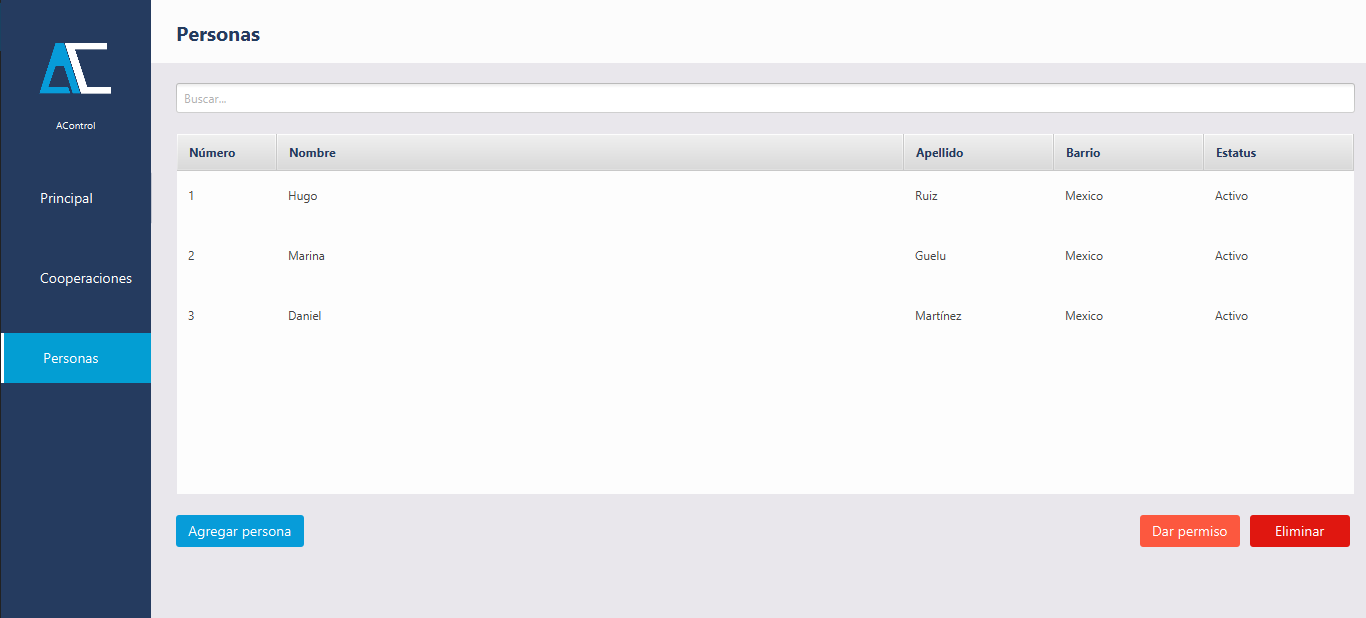 Personas
AControl
Principal
Cooperaciones
Personas
Buscar...
Número Nombre Apellido Barrio Estatus
1 Hugo Ruiz Mexico Activo
2 Marina Guelu Mexico Activo
3 Daniel Martínez Mexico Activo
Agregar persona Dar permiso Eliminar